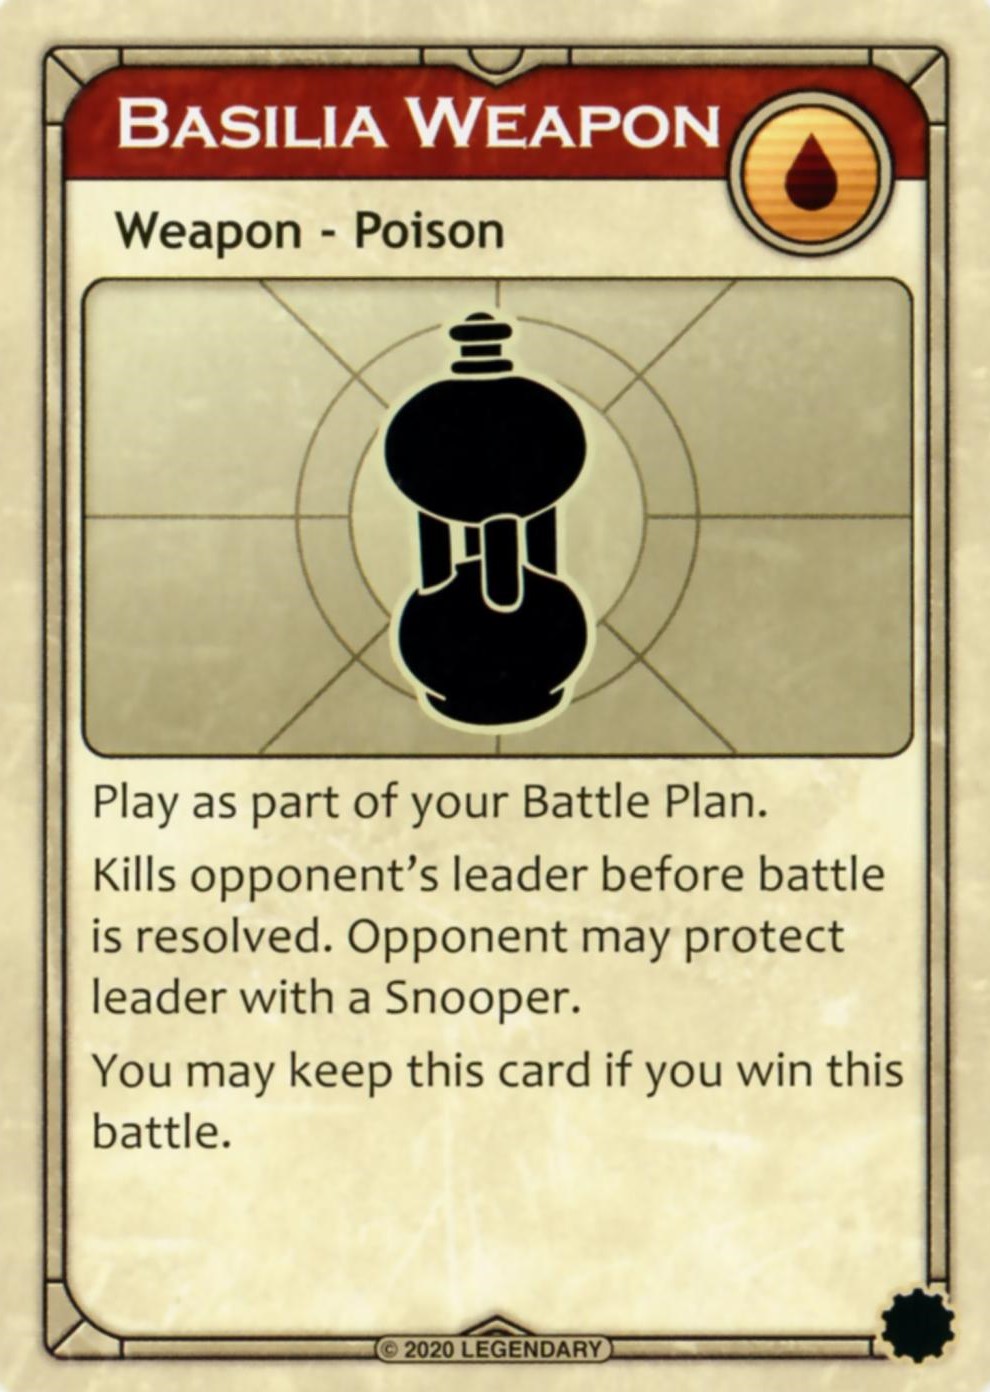 BASILIA WEAPON
Weapon - Poison
Play as part of your Battle Plan.
Kills opponent's leader before battle
is resolved. Opponent may protect
leader with a Snooper.
You may keep this card if you win this
battle.
© 2020 LEGENDARY